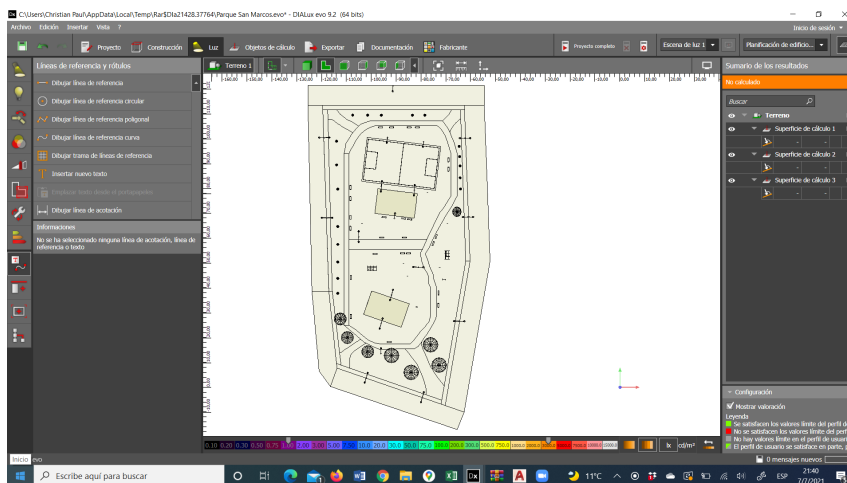 C:\Users\Christian Paul\AppData\Local\Temp\Rar$DIa21428.37764\Parque San Marcos.evo* - DIALux evo 9.2 (64 bits)
Archivo Edición Insertar Vista ?
Inicio de sesión
Proyecto Construcción Luz Objetos de cálculo Exportar Documentación Fabricante Proyecto completo Escena de luz 1 Planificación de edificio...
Líneas de referencia y rótulos
Terreno 1
Sumario de los resultados
Dibujar línea de referencia
Dibujar línea de referencia circular
Dibujar línea de referencia poligonal
Dibujar línea de referencia curva
Dibujar trama de líneas de referencia
Insertar nuevo texto
Emplazar texto desde el portapapeles
Dibujar línea de acotación
Informaciones
No se ha seleccionado ninguna línea de acotación, línea de
referencia o texto
No calculado
Buscar
Terreno
Superficie de cálculo 1
Superficie de cálculo 2
Superficie de cálculo 3
Configuración
Mostrar valoración
Leyenda
Se satisfacen los valores límite del perfil d
No se satisfacen los valores límite del perf
No hay valores límite en el perfil de usuari
El perfil de usuario se satisface en parte,
0.10 0.20 0.30 0.50 0.75 1.00 2.00 3.00 5.00 7.50 10.0 20.0 30.0 50.0 75.0 100.0 200.0 300.0 500.0 750.0
lx cd/m²
0 mensajes nuevos
Inicio evo
Escribe aquí para buscar
11°C
ESP
21:40
7/7/2021